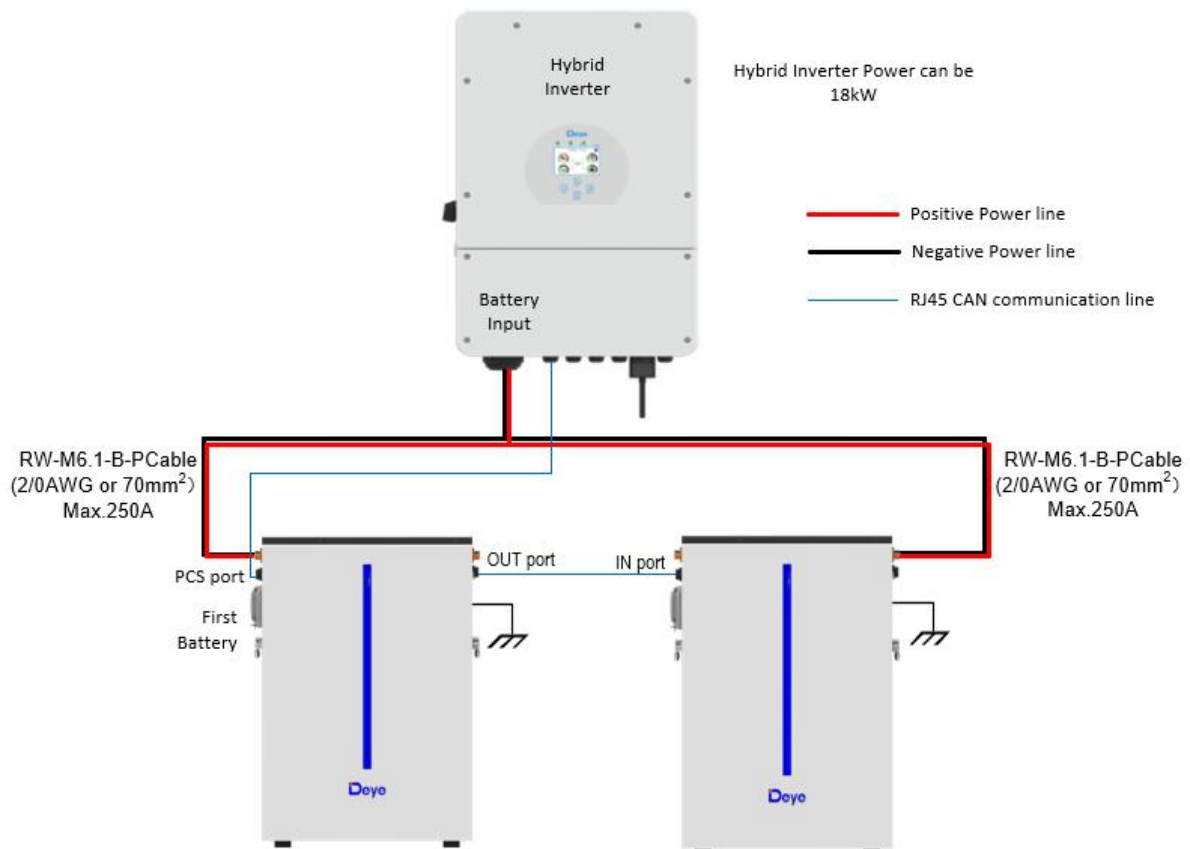 Hybrid
Inverter
Hybrid Inverter Power can be
18kW
Deye
Positive Power line
Negative Power line
RJ45 CAN communication line
Battery
Input
RW-M6.1-B-PCable
(2/0AWG or 70mm²）
Max.250A
RW-M6.1-B-PCable
(2/0AWG or 70mm²）
Max.250A
PCS port
OUT port
IN port
First
Battery
Deye
Deye